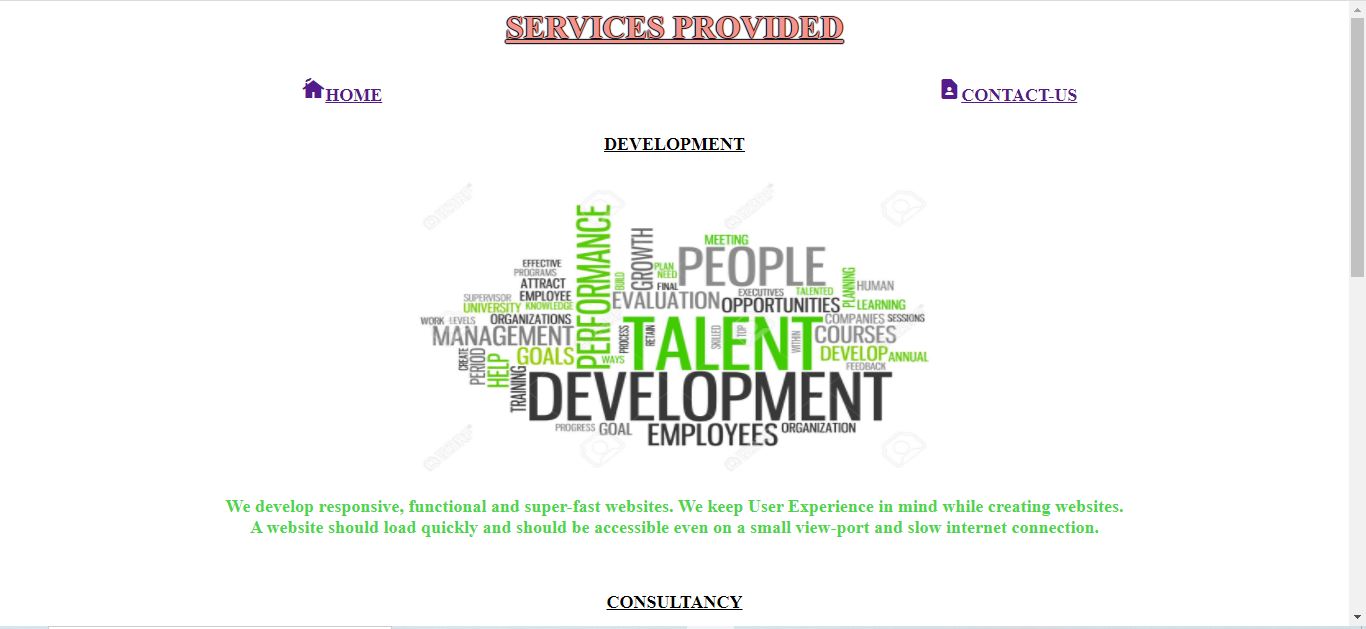 SERVICES PROVIDED
HOME
CONTACT-US
DEVELOPMENT
PERFORMANCE
GROWTH
MEETING
PEOPLE
EFFECTIVE
PROGRAMS
ATTRACT
BUILD
PLAN
NEED
FINAL
PLANNING
HUMAN
SUPERVISOR
EMPLOYEE
EVALUATION
EXECUTIVES
TALENTED
UNIVERSITY
KNOWLEDGE
OPPORTUNITIES
LEARNING
WORK
LEVELS
ORGANIZATIONS
COMPANIES
SESSIONS
MANAGEMENT
PROCESS
RETAIN
TALENT
SKILLED
TOP
WITHIN
COURSES
CREATE
PERIOD
HELP
GOALS
WAYS
DEVELOP
ANNUAL
FEEDBACK
TRAINING
DEVELOPMENT
PROGRESS
GOAL
EMPLOYEES
ORGANIZATION
We develop responsive, functional and super-fast websites. We keep User Experience in mind while creating websites.
A website should load quickly and should be accessible even on a small view-port and slow internet connection.
CONSULTANCY